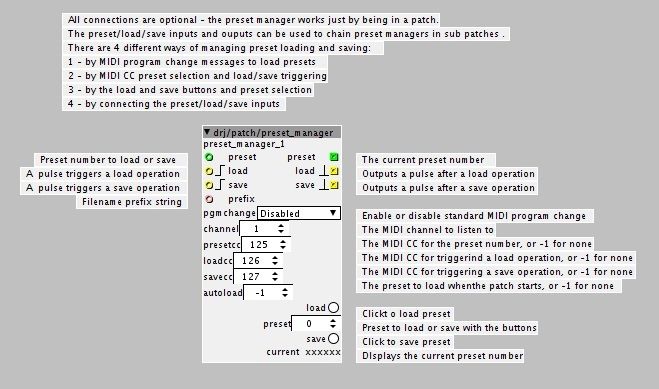 All connections are optional - the preset manager works just by being in a patch.
The preset/load/save inputs and ouputs can be used to chain preset managers in sub patches .
There are 4 different ways of managing preset loading and saving:
1 - by MIDI program change messages to load presets
2 - by MIDI CC preset selection and load/save triggering
3 - by the load and save buttons and preset selection
4 - by connecting the preset/load/save inputs
drj/patch/preset_manager
preset_manager_1
Preset number to load or save preset preset The current preset number
A pulse triggers a load operation load load Outputs a pulse after a load operation
A pulse triggers a save operation save save Outputs a pulse after a save operation
Filename prefix string prefix
pgmchange Disabled Enable or disable standard MIDI program change
channel 1 The MIDI channel to listen to
presetcc 125 The MIDI CC for the preset number, or -1 for none
loadcc 126 The MIDI CC for triggerind a load operation, or -1 for none
savecc 127 The MIDI CC for triggering a save operation, or -1 for none
autoload -1 The preset to load whenthe patch starts, or -1 for none
load Clickt o load preset
preset 0 Preset to load or save with the buttons
save Click to save preset
current xxxxxx DIsplays the current preset number